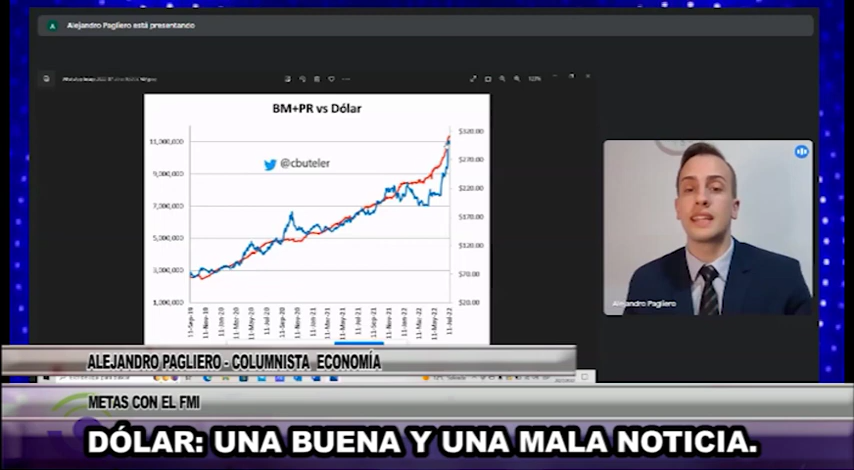 Alejandro Pagliero está presentando
BM+PR vs Dólar
@cbuteler
11,000,000
9,000,000
7,000,000
5,000,000
3,000,000
1,000,000
$320.00
$270.00
$220.00
$170.00
$120.00
$70.00
$20.00
11-Sep-19
11-Nov-19
11-Jan-20
11-Mar-20
11-May-20
11-Jul-20
11-Sep-20
11-Nov-20
11-Jan-21
11-Mar-21
11-May-21
11-Jul-21
11-Sep-21
11-Nov-21
11-Jan-22
11-Mar-22
11-May-22
11-Jul-22
Alejandro Pagliero
ALEJANDRO PAGLIERO - COLUMNISTA ECONOMÍA
METAS CON EL FMI
DÓLAR: UNA BUENA Y UNA MALA NOTICIA.